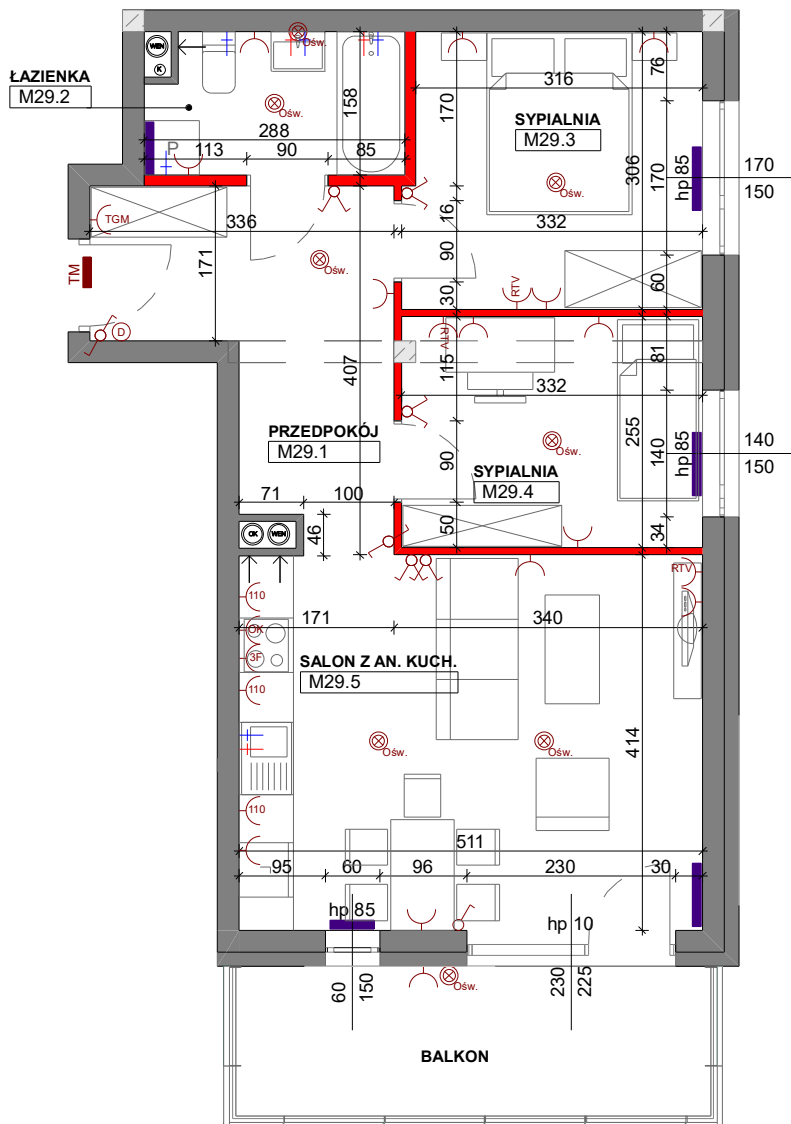 WEN
K
Ośw.
ŁAZIENKA
M29.2
158
Ośw.
288
113
90
85
P
316
76
170
SYPIALNIA
M29.3
306
170
hp 85
170
150
Ośw.
TGM
336
16
332
171
90
Ośw.
TM
60
30
RTV
D
RTV
115
81
407
332
PRZEDPOKÓJ
M29.1
255
140
hp 85
140
150
Ośw.
90
SYPIALNIA
M29.4
71
100
50
34
OK
WEN
46
110
RTV
171
340
OK
3F
SALON Z AN. KUCH.
M29.5
110
Ośw.
Ośw.
414
110
511
95
60
96
230
30
hp 85
hp 10
60
150
230
225
Ośw.
BALKON